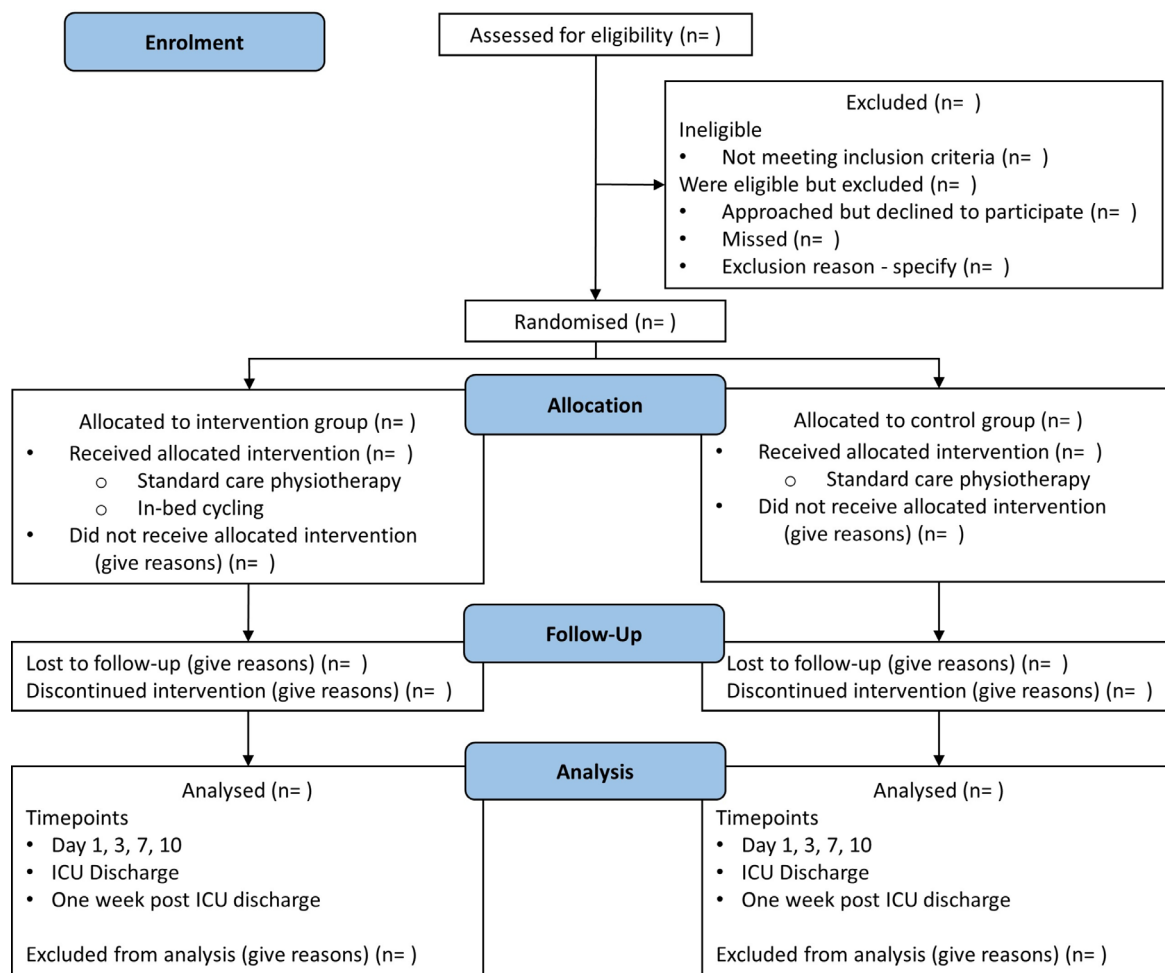 Enrolment
Assessed for eligibility (n= )
Excluded (n=  )
Ineligible
• Not meeting inclusion criteria (n=  )
Were eligible but excluded (n=  )
• Approached but declined to participate (n=  )
• Missed (n=  )
• Exclusion reason - specify (n=  )
Randomised (n= )
Allocation
Allocated to intervention group (n= )
• Received allocated intervention (n=  )
o Standard care physiotherapy
o In-bed cycling
• Did not receive allocated intervention
(give reasons) (n=  )
Allocated to control group (n= )
• Received allocated intervention (n=  )
o Standard care physiotherapy
• Did not receive allocated intervention
(give reasons) (n=  )
Follow-Up
Lost to follow-up (give reasons) (n=  )
Discontinued intervention (give reasons) (n=  )
Lost to follow-up (give reasons) (n=  )
Discontinued intervention (give reasons) (n=  )
Analysis
Analysed (n= )
Timepoints
• Day 1, 3, 7, 10
• ICU Discharge
• One week post ICU discharge
Excluded from analysis (give reasons) (n= )
Analysed (n= )
Timepoints
• Day 1, 3, 7, 10
• ICU Discharge
• One week post ICU discharge
Excluded from analysis (give reasons) (n= )